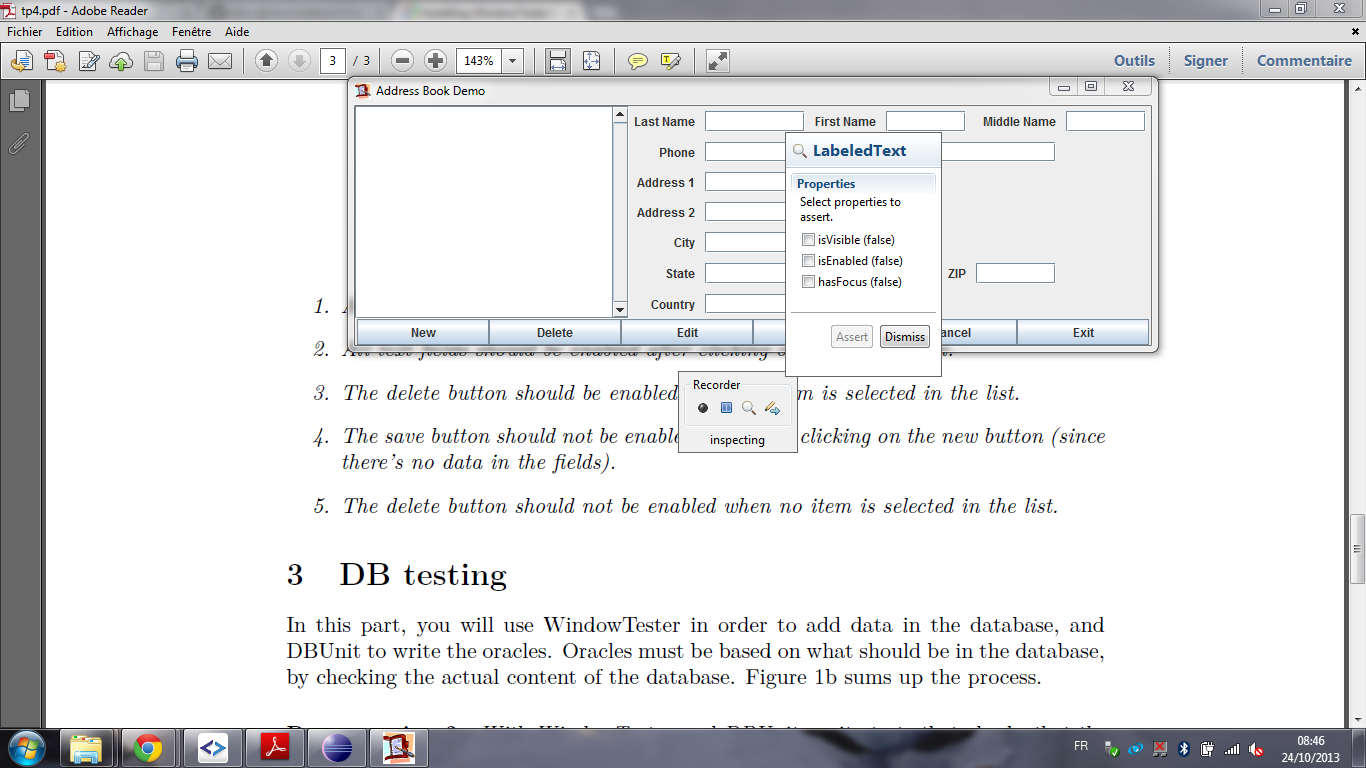 tp4.pdf - Adobe Reader
Fichier Edition Affichage Fenêtre Aide
3 / 3 143% Outils Signer Commentaire
Address Book Demo
Last Name First Name Middle Name
Phone
Address 1
Address 2
City
State ZIP
Country
New Delete Edit Exit
LabeledText
Properties
Select properties to
assert.
isVisible (false)
isEnabled (false)
hasFocus (false)
Assert Dismiss
Recorder
inspecting
1.
2. All text fields should be enabled after clicking
3. The delete button should be enabled is selected in the list.
4. The save button should not be clicking on the new button (since
there's no data in the fields).
5. The delete button should not be enabled when no item is selected in the list.
3 DB testing
In this part, you will use WindowTester in order to add data in the database, and
DBUnit to write the oracles. Oracles must be based on what should be in the database,
by checking the actual content of the database. Figure 1b sums up the process.
FR 08:46
24/10/2013